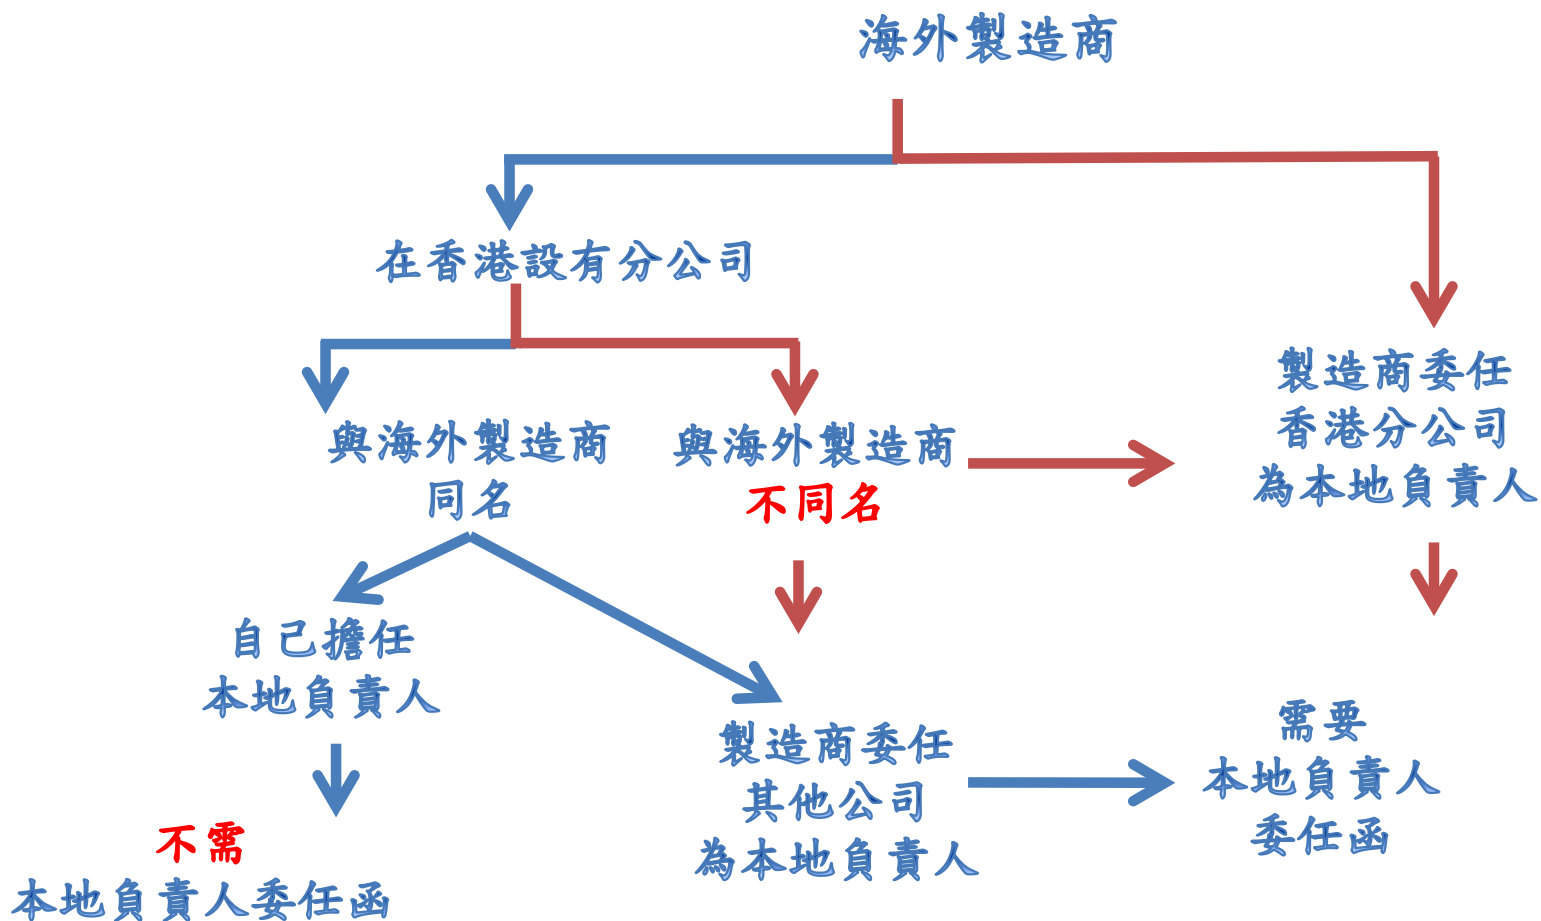 海外製造商
在香港設有分公司
與海外製造商
同名
與海外製造商
不同名
製造商委任
香港分公司
為本地負責人
自己擔任
本地負責人
不需
本地負責人委任函
製造商委任
其他公司
為本地負責人
需要
本地負責人
委任函